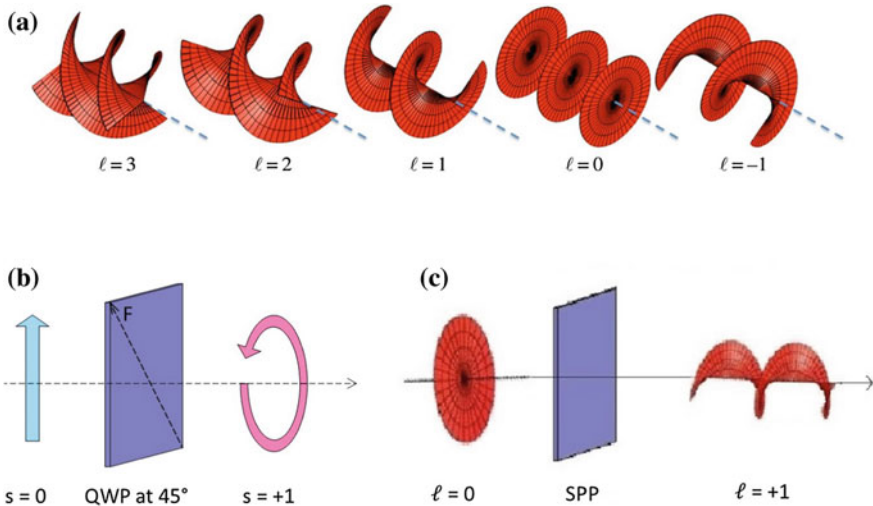 (a)
ℓ = 3 ℓ = 2 ℓ = 1 ℓ = 0 ℓ = –1
(b) (c)
F
s = 0 QWP at 45° s = +1 ℓ = 0 SPP ℓ = +1